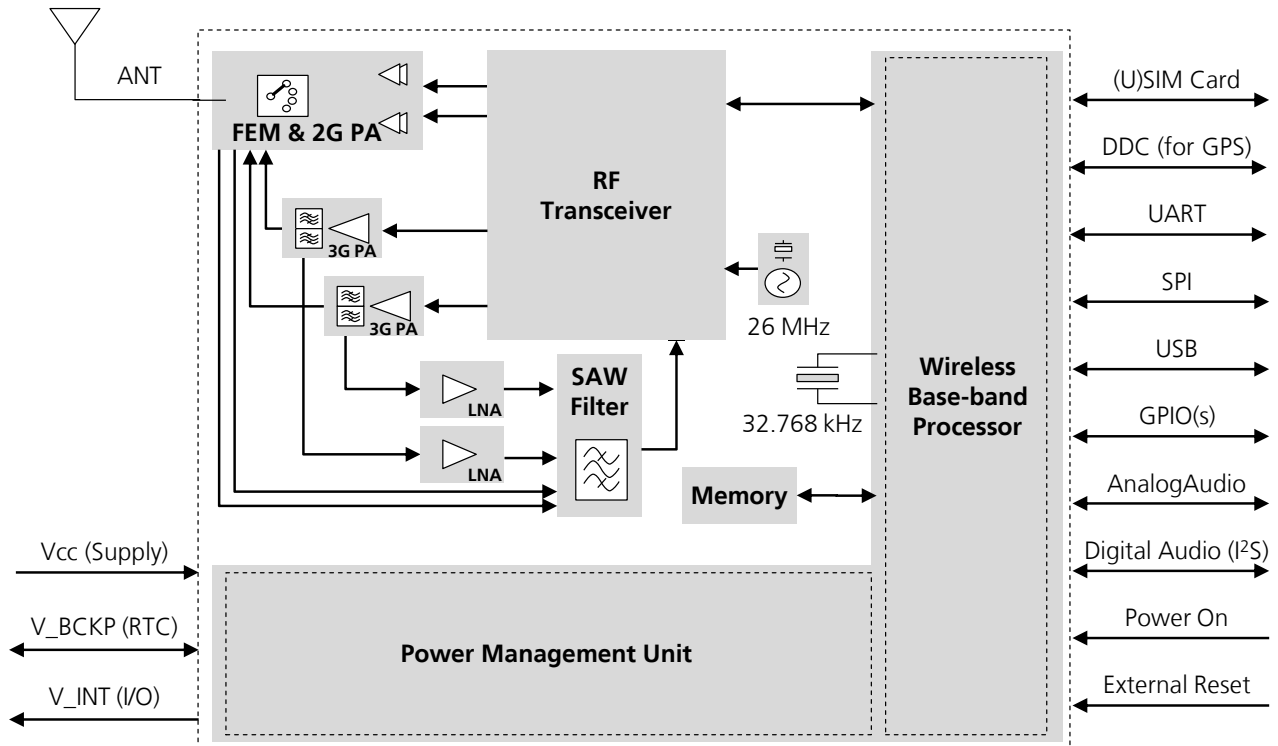 ANT
FEM & 2G PA
RF
Transceiver
3G PA
3G PA
26 MHz
LNA
LNA
SAW
Filter
32.768 kHz
Memory
Wireless
Base-band
Processor
Power Management Unit
Vcc (Supply)
V_BCKP (RTC)
V_INT (I/O)
(U)SIM Card
DDC (for GPS)
UART
SPI
USB
GPIO(s)
AnalogAudio
Digital Audio (I²S)
Power On
External Reset